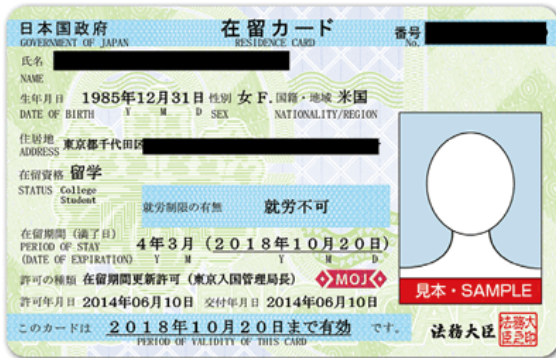 日本国政府 在留カード 番号
GOVERNMENT OF JAPAN RESIDENCE CARD No.
氏名
NAME
生年月日 1985年12月31日 性別 女 F. 国籍・地域 米国
DATE OF BIRTH Y M D SEX NATIONALITY/REGION
住居地
ADDRESS 東京都千代田区
在留資格 留学
STATUS College
Student
就労制限の有無 就労不可
在留期間(満了日)
PERIOD OF STAY 4年3月(2018年10月20日)
(DATE OF EXPIRATION) Y M Y M D
許可の種類 在留期間更新許可(東京入国管理局長) MOJ
見本・SAMPLE
許可年月日 2014年06月10日 交付年月日 2014年06月10日
このカードは 2018年10月20日まで有効 です。 法務大臣
PERIOD OF VALIDITY OF THIS CARD